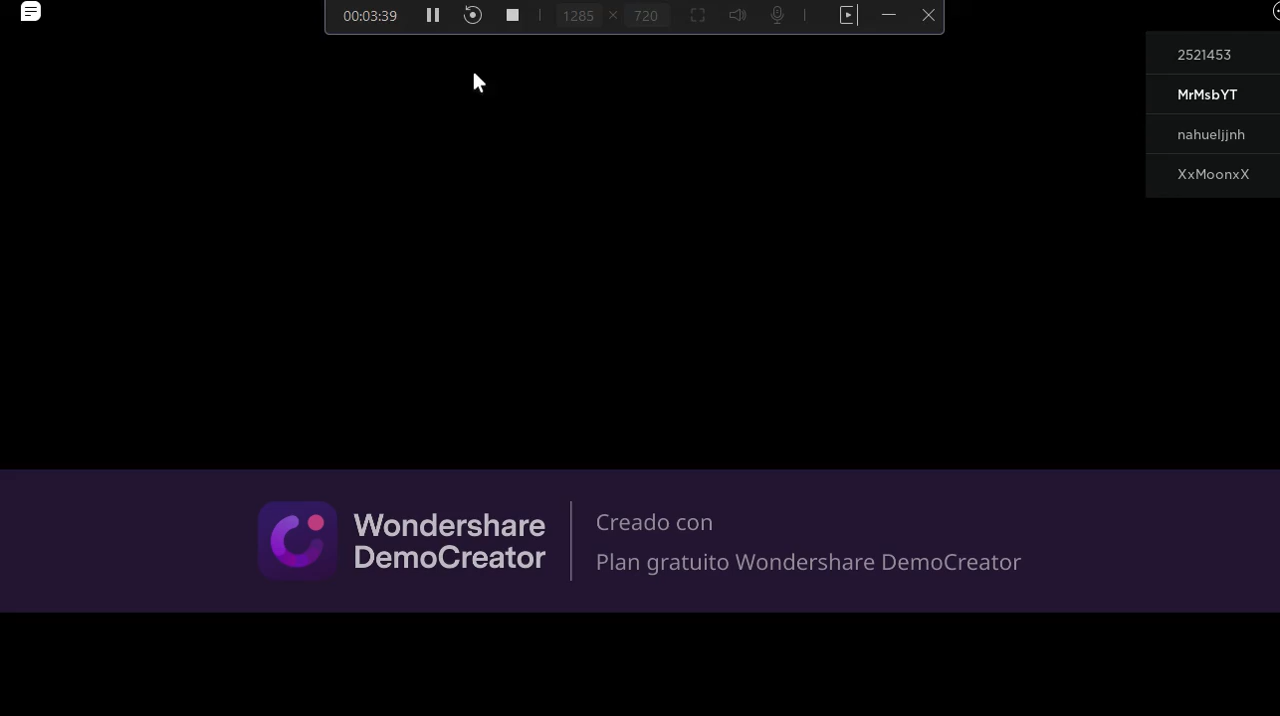 00:03:39
1285 × 720
2521453
MrMsbYT
nahueljjnh
XxMoonxX
Wondershare
DemoCreator
Creado con
Plan gratuito Wondershare DemoCreator